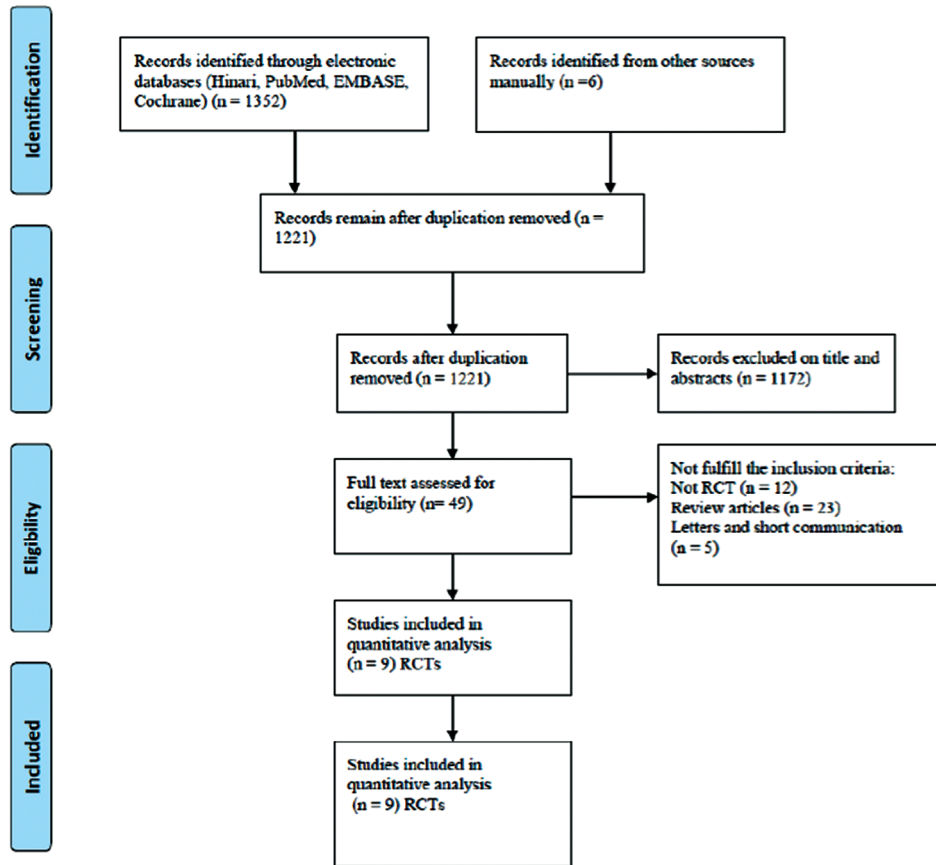 Identification
Records identified through electronic
databases (Hinari, PubMed, EMBASE,
Cochrane) (n = 1352)
Records identified from other sources
manually (n =6)
Records remain after duplication removed (n =
1221)
Screening
Records after duplication
removed (n = 1221)
Records excluded on title and
abstracts (n = 1172)
Eligibility
Full text assessed for
eligibility (n= 49)
Not fulfill the inclusion criteria:
Not RCT (n = 12)
Review articles (n = 23)
Letters and short communication
(n = 5)
Studies included in
quantitative analysis
(n = 9) RCTs
Included
Studies included in
quantitative analysis
(n = 9) RCTs